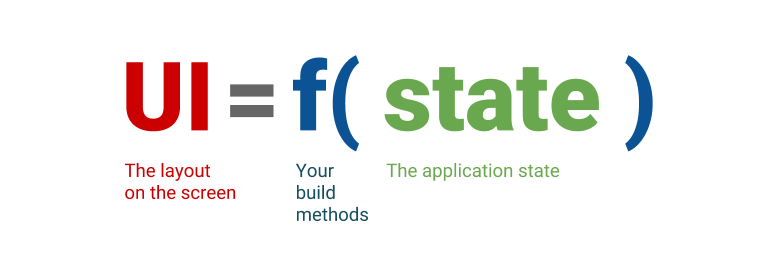 UI = f( state )
The layout
on the screen
Your
build
methods
The application state